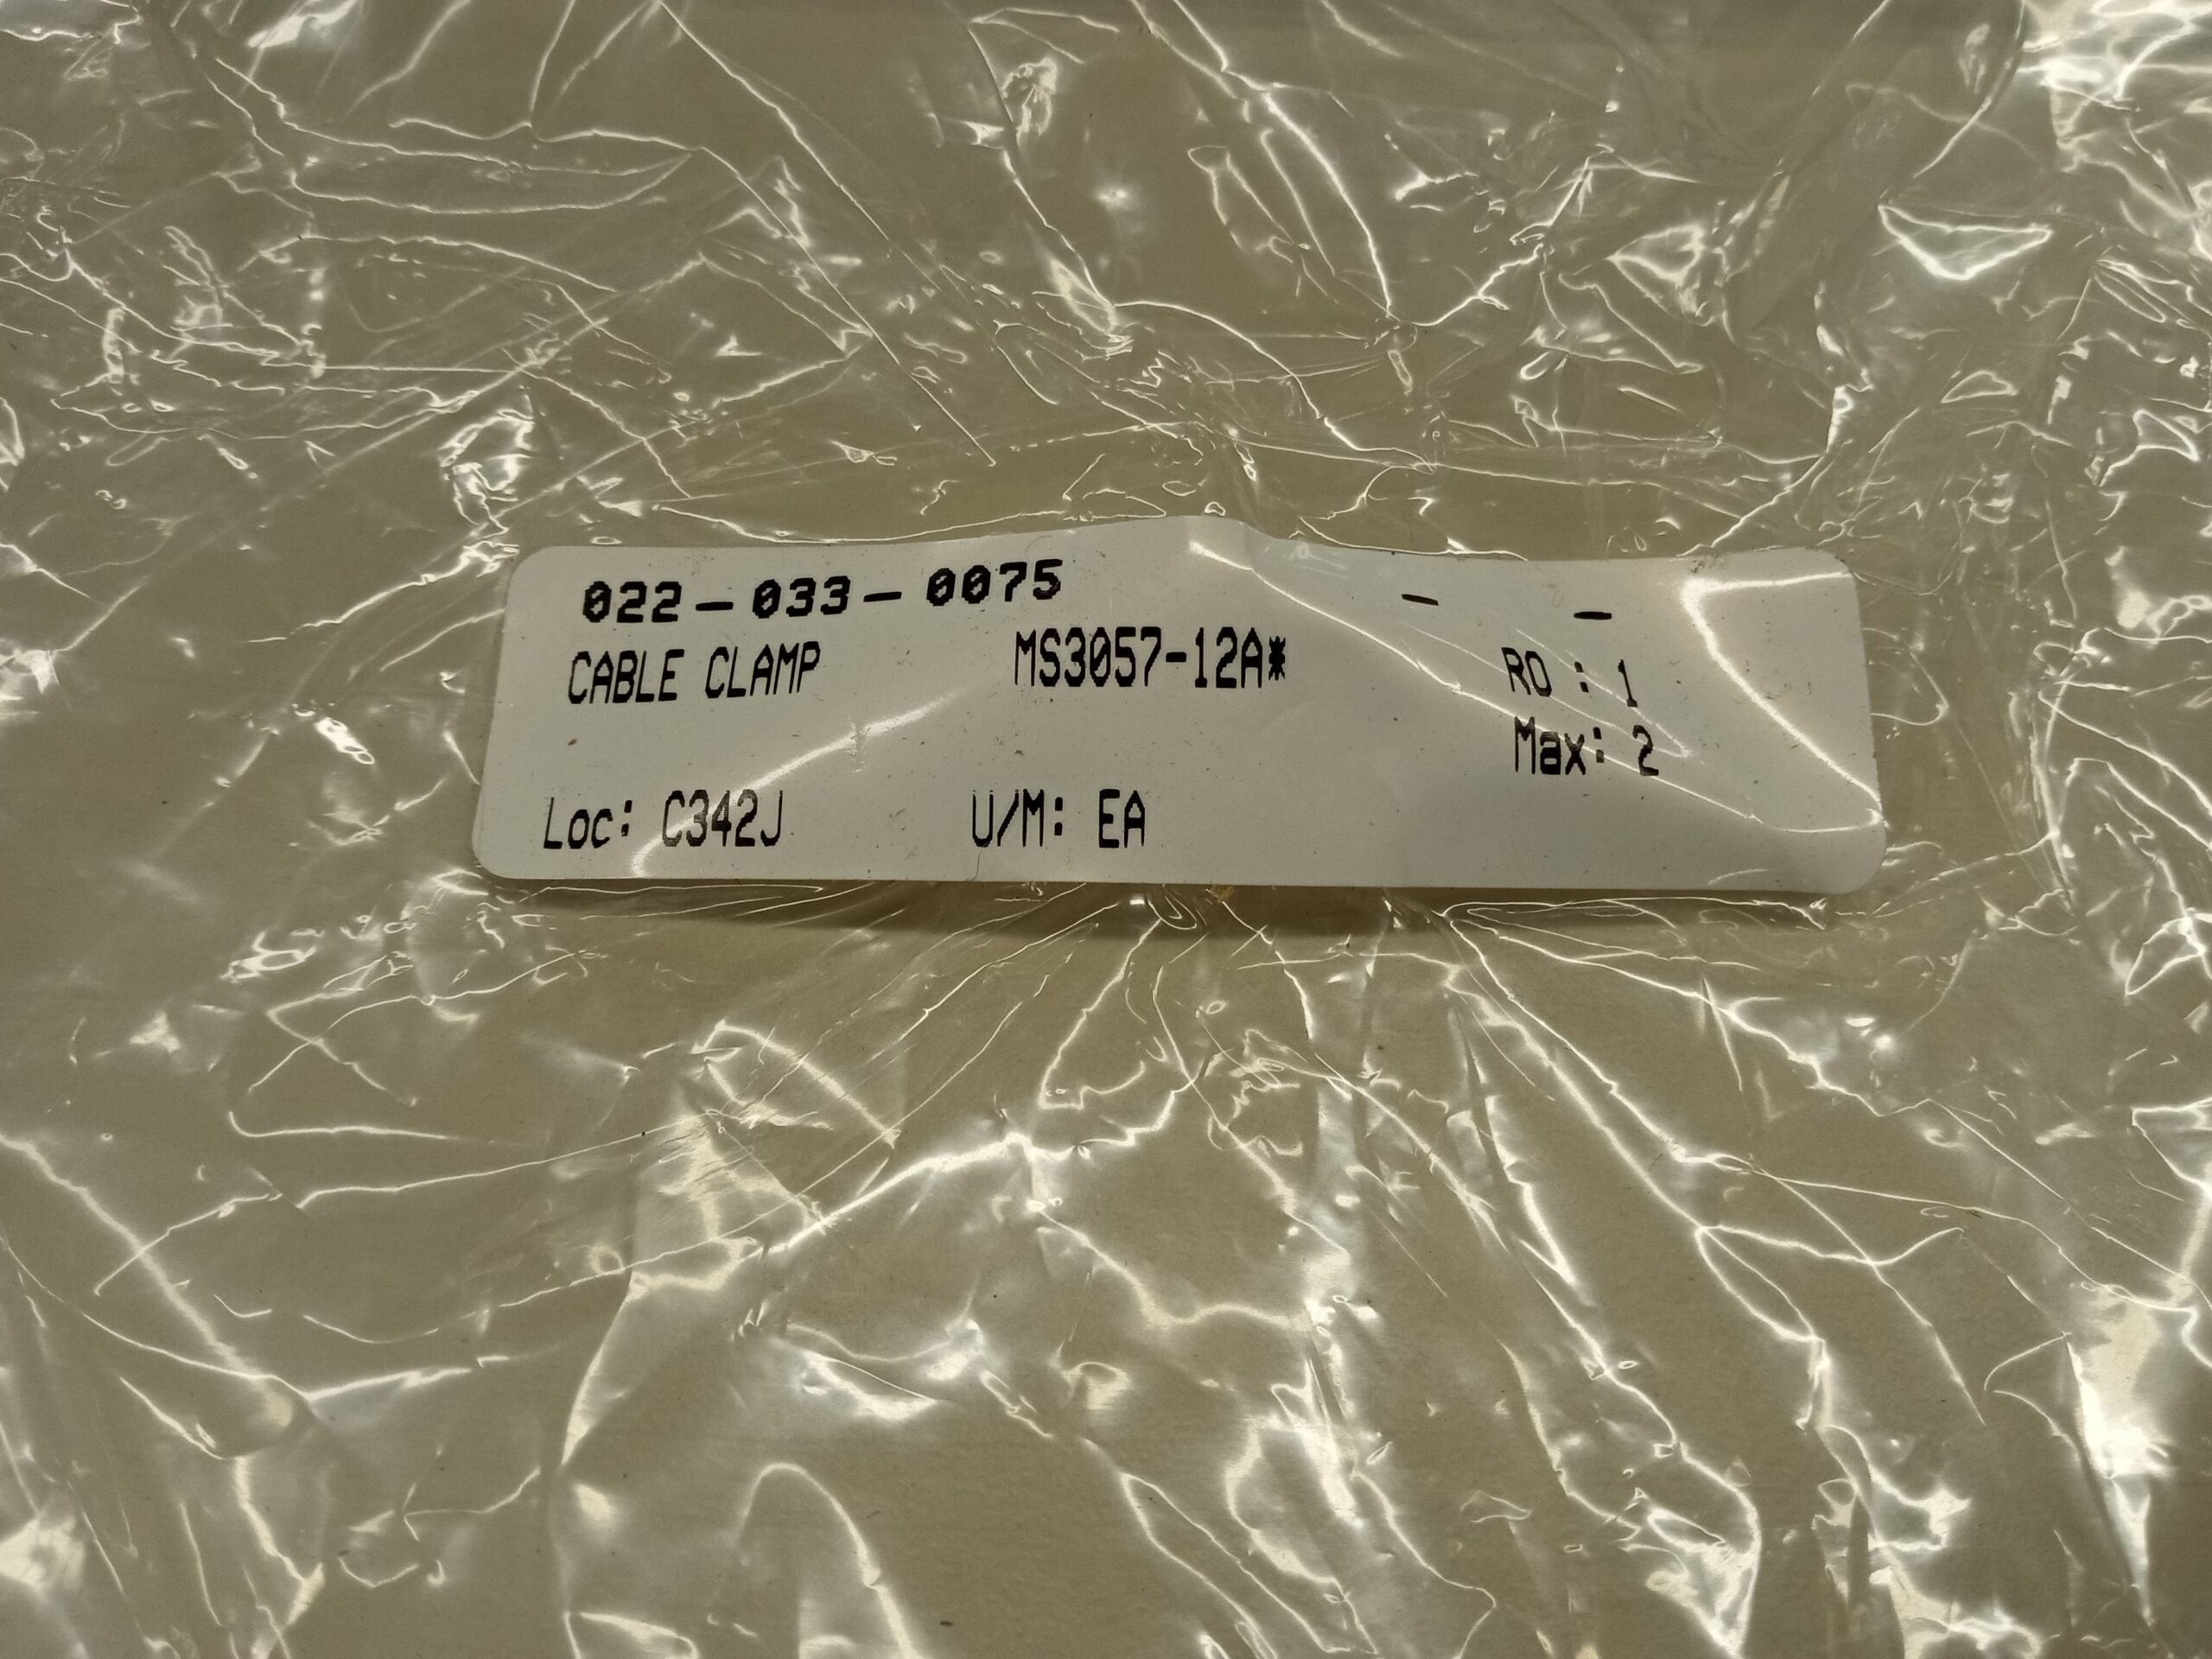 022-033-0075 - -
CABLE CLAMP MS3057-12A* RO : 1
Max: 2
Loc: C342J U/M: EA